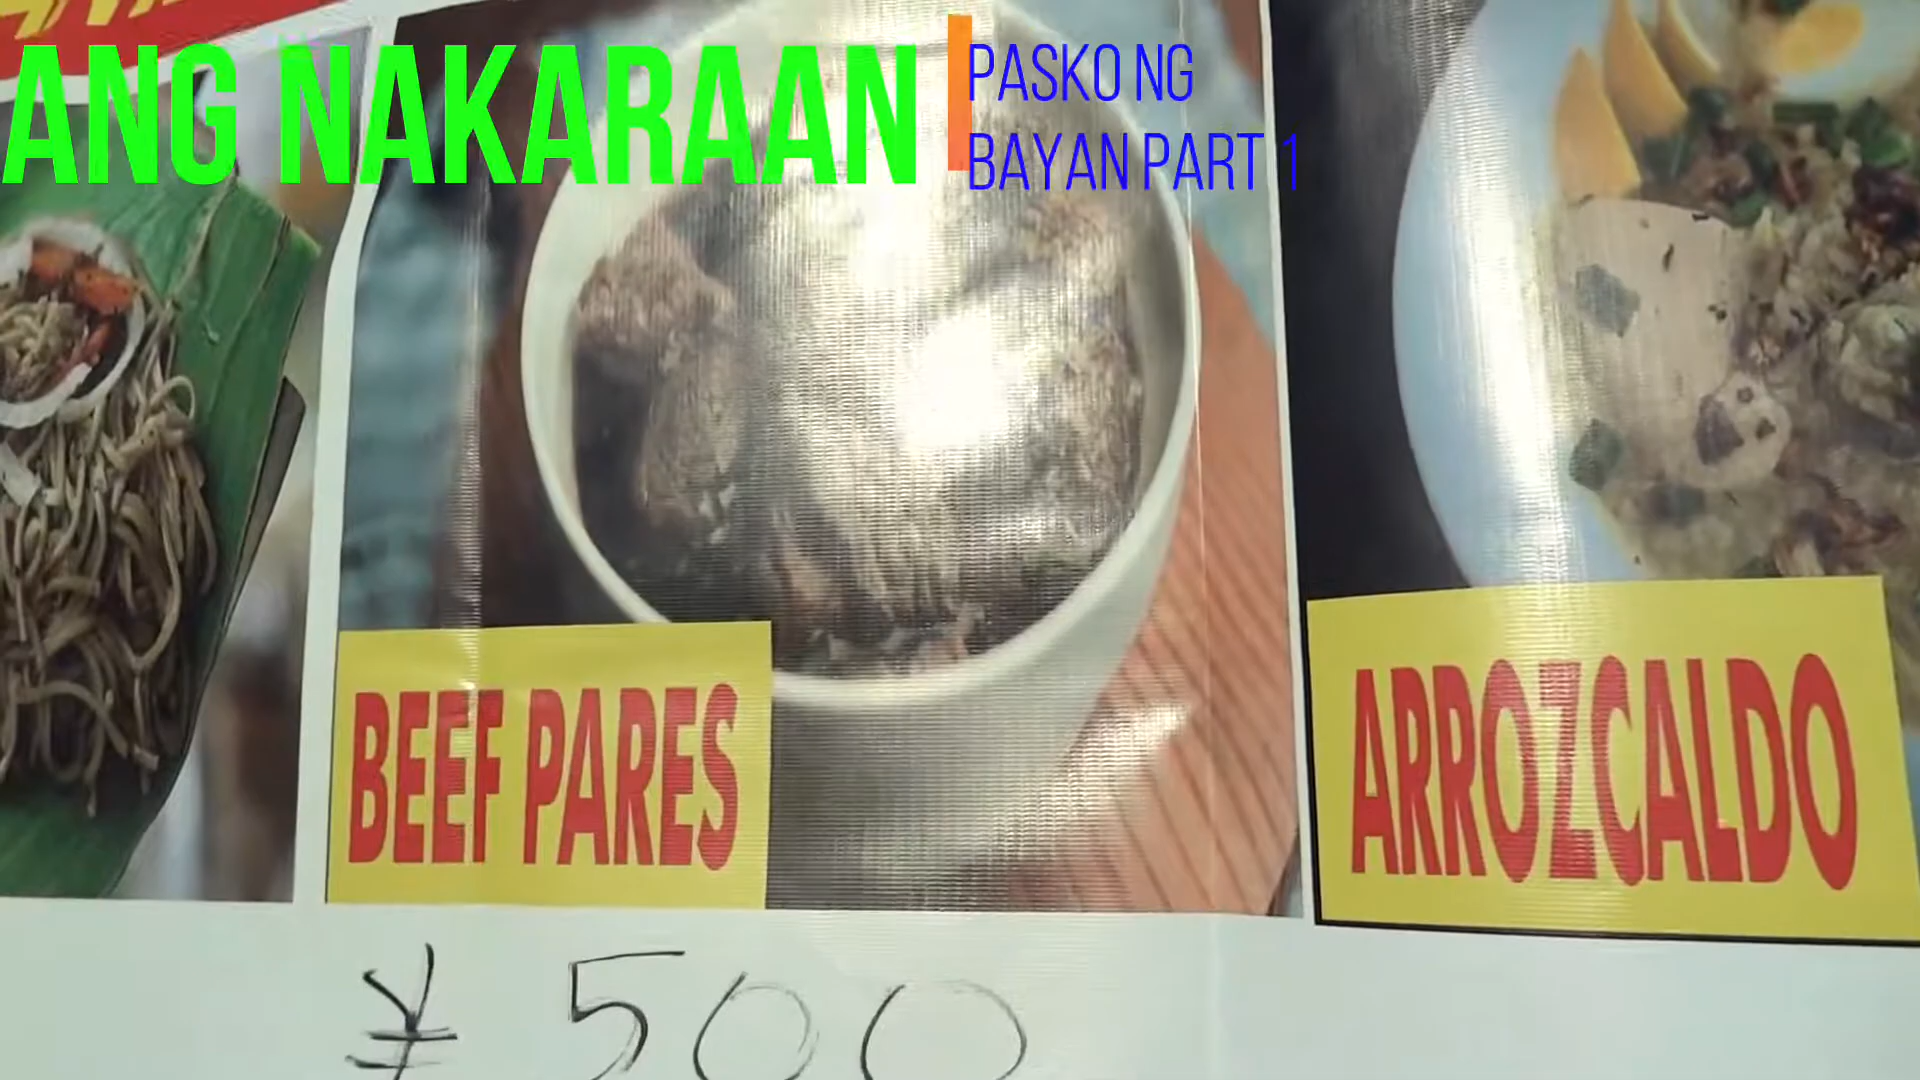 ANG NAKARAAN
PASKO NG
BAYAN PART 1
BEEF PARES
ARROZCALDO
¥ 500